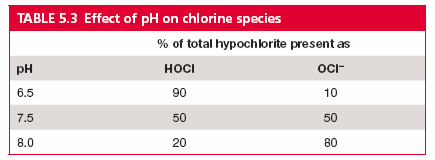 TABLE 5.3 Effect of pH on chlorine species
% of total hypochlorite present as
pH HOCl OCl⁻
6.5 90 10
7.5 50 50
8.0 20 80